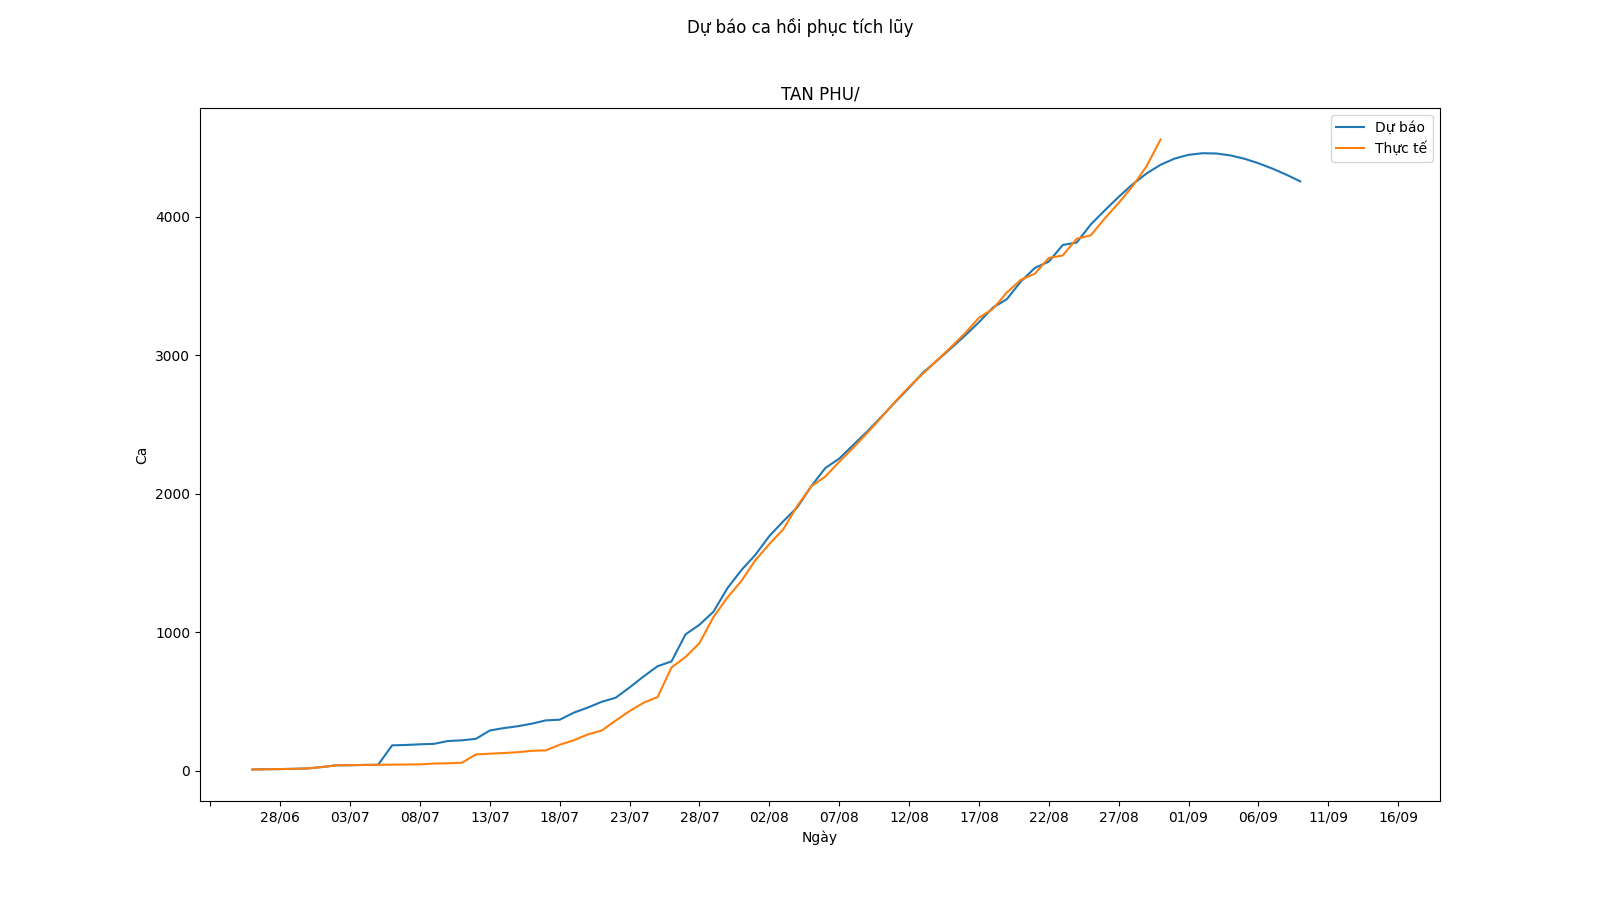 Dự báo ca hồi phục tích lũy
TAN PHU/
Dự báo
Thực tế
Ca
4000
3000
2000
1000
0
28/06 03/07 08/07 13/07 18/07 23/07 28/07 02/08 07/08 12/08 17/08 22/08 27/08 01/09 06/09 11/09 16/09
Ngày